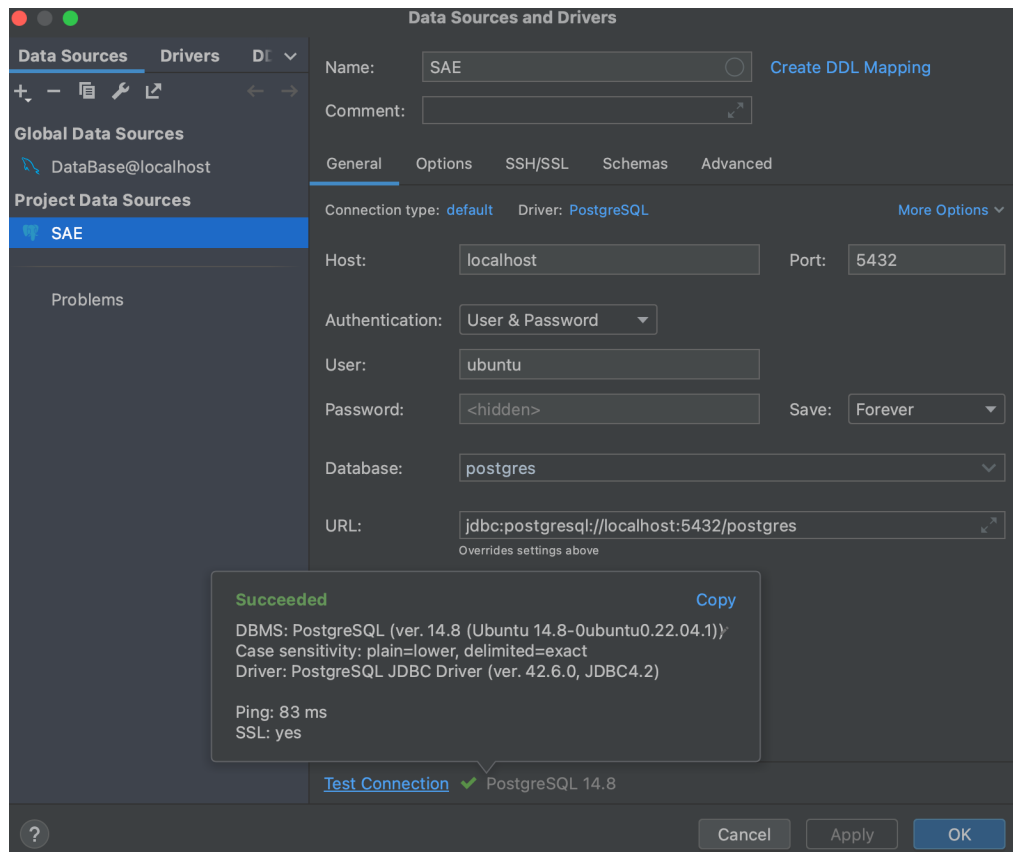 Data Sources and Drivers
Data Sources Drivers DD
Global Data Sources
DataBase@localhost
Project Data Sources
SAE
Problems
Name: SAE Create DDL Mapping
Comment:
General Options SSH/SSL Schemas Advanced
Connection type: default Driver: PostgreSQL More Options
Host: localhost Port: 5432
Authentication: User & Password
User: ubuntu
Password: <hidden> Save: Forever
Database: postgres
URL: jdbc:postgresql://localhost:5432/postgres
Overrides settings above
Succeeded Copy
DBMS: PostgreSQL (ver. 14.8 (Ubuntu 14.8-0ubuntu0.22.04.1))
Case sensitivity: plain=lower, delimited=exact
Driver: PostgreSQL JDBC Driver (ver. 42.6.0, JDBC4.2)
Ping: 83 ms
SSL: yes
Test Connection PostgreSQL 14.8
? Cancel Apply OK